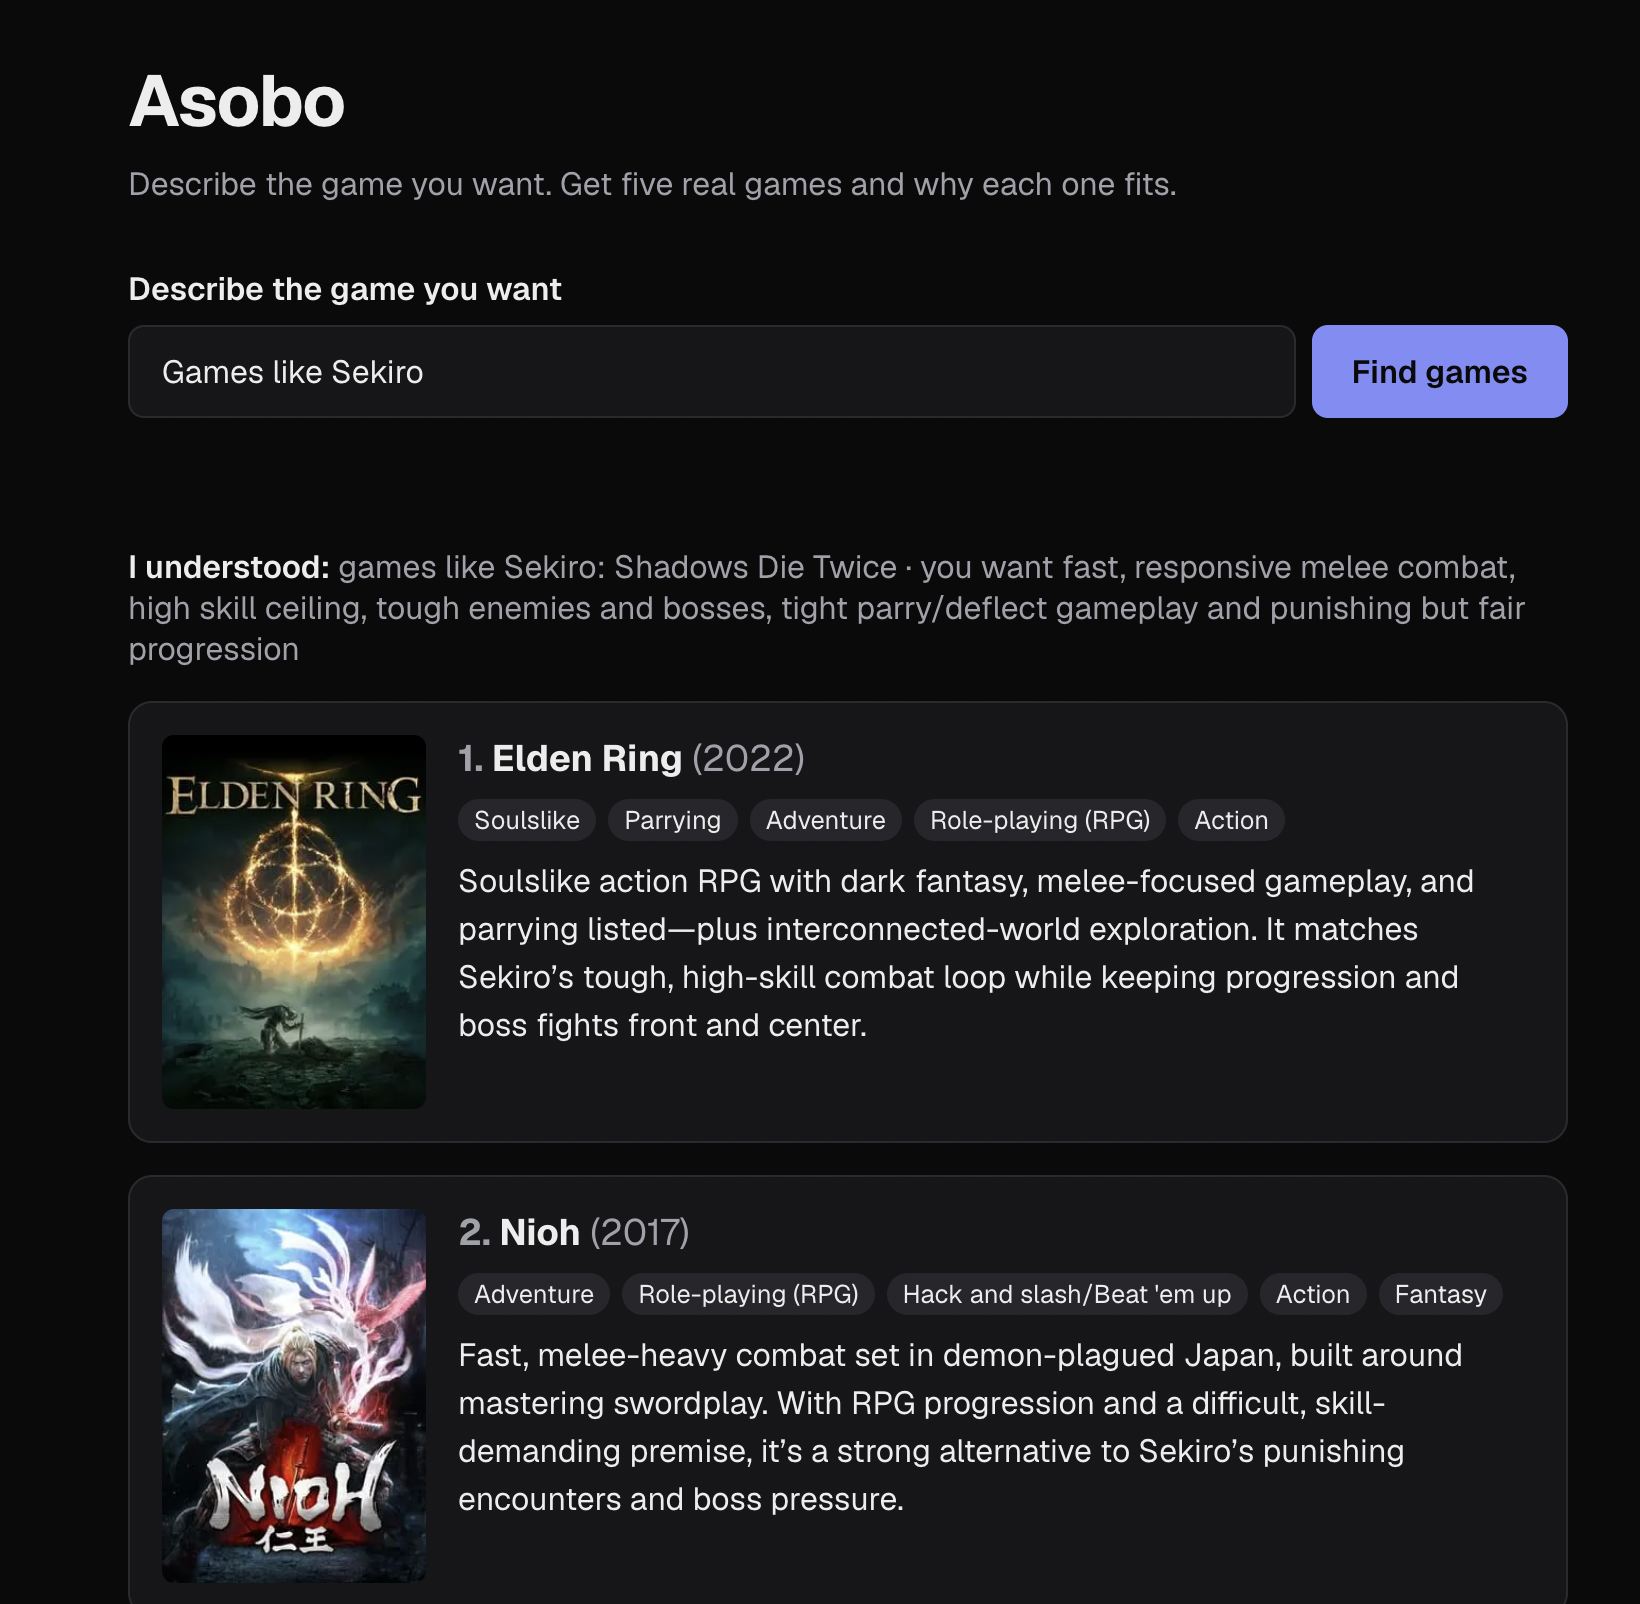 Asobo
Describe the game you want. Get five real games and why each one fits.
Describe the game you want
Games like Sekiro
Find games
I understood: games like Sekiro: Shadows Die Twice · you want fast, responsive melee combat,
high skill ceiling, tough enemies and bosses, tight parry/deflect gameplay and punishing but fair
progression
ELDEN RING
1. Elden Ring (2022)
Soulslike Parrying Adventure Role-playing (RPG) Action
Soulslike action RPG with dark fantasy, melee-focused gameplay, and
parrying listed—plus interconnected-world exploration. It matches
Sekiro’s tough, high-skill combat loop while keeping progression and
boss fights front and center.
NIOH
仁王
2. Nioh (2017)
Adventure Role-playing (RPG) Hack and slash/Beat 'em up Action Fantasy
Fast, melee-heavy combat set in demon-plagued Japan, built around
mastering swordplay. With RPG progression and a difficult, skill-
demanding premise, it’s a strong alternative to Sekiro’s punishing
encounters and boss pressure.